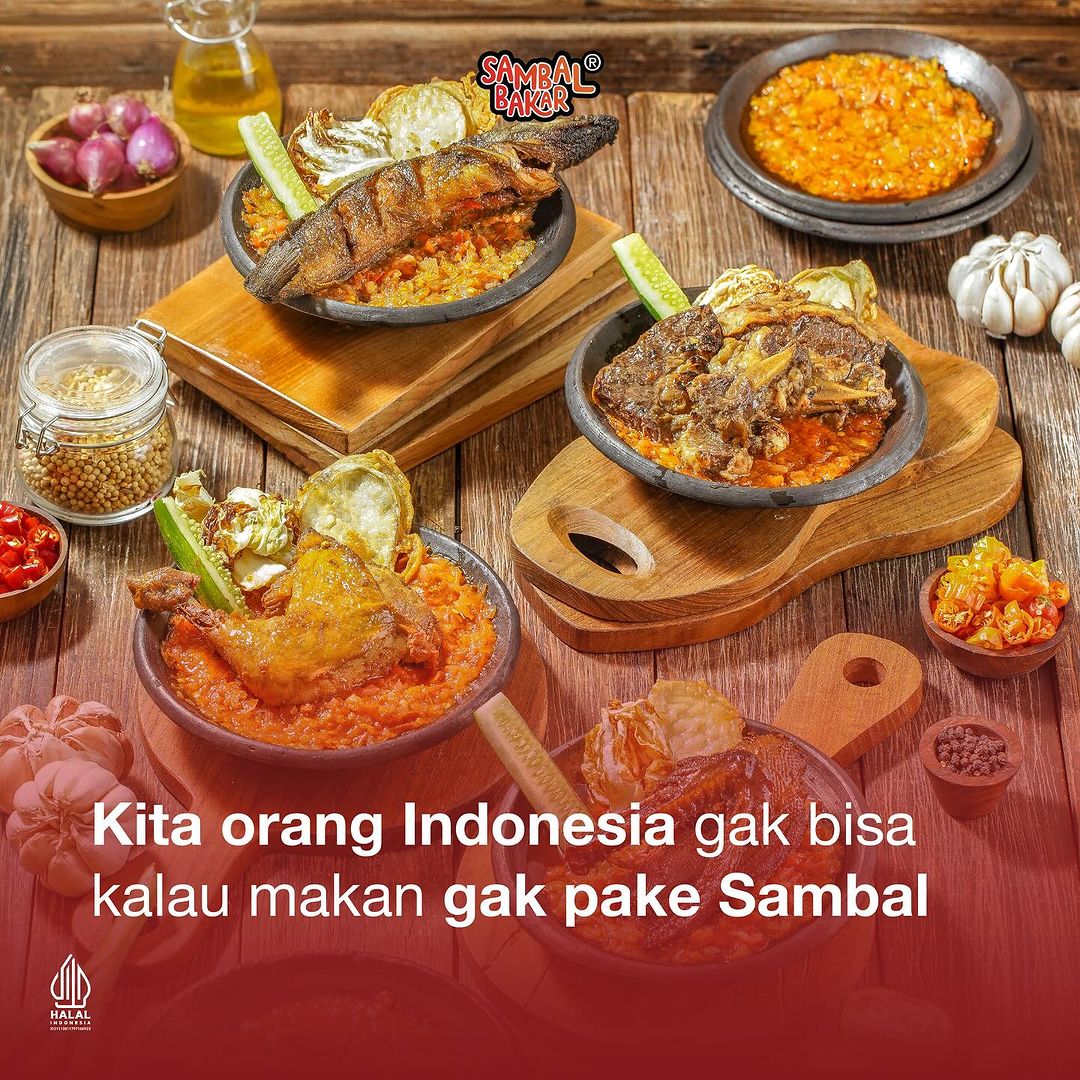 SAMBAL®
BAKAR
Kita orang Indonesia gak bisa
kalau makan gak pake Sambal
HALAL
INDONESIA